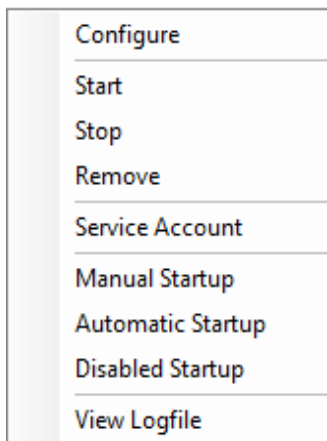 Configure
Start
Stop
Remove
Service Account
Manual Startup
Automatic Startup
Disabled Startup
View Logfile